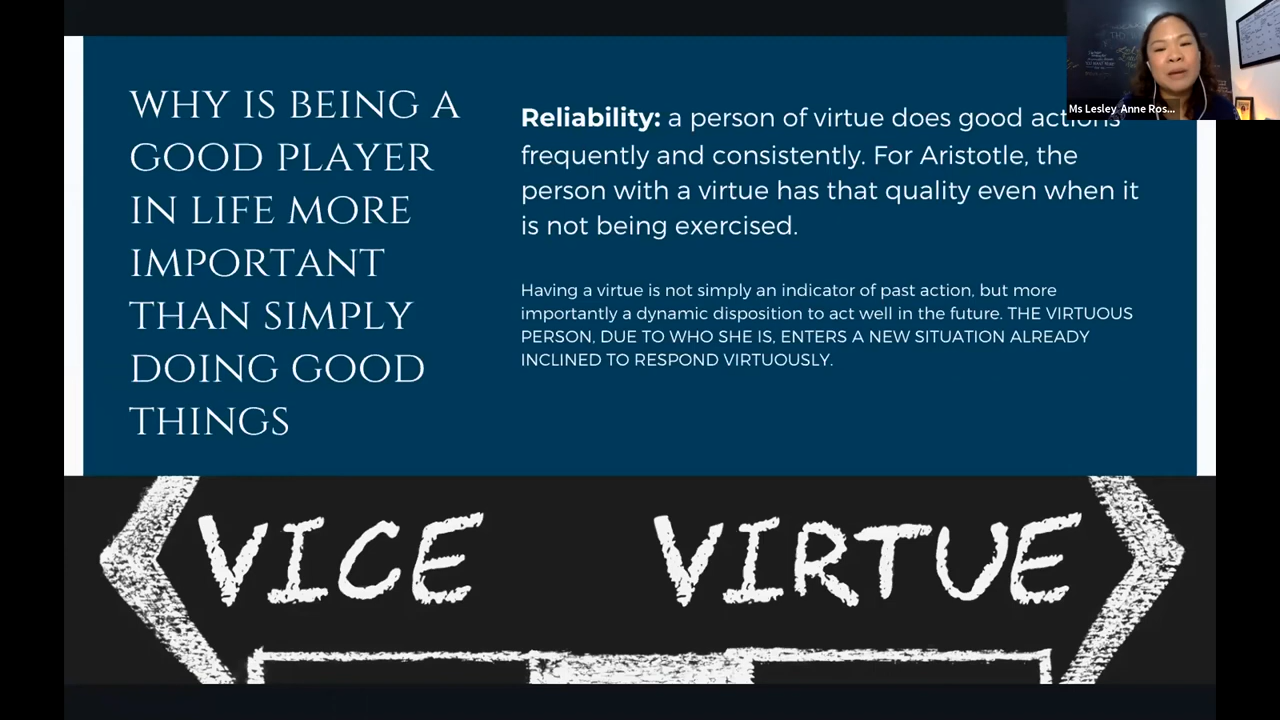 WHY IS BEING A
GOOD PLAYER
IN LIFE MORE
IMPORTANT
THAN SIMPLY
DOING GOOD
THINGS
Reliability: a person of virtue does good actions
frequently and consistently. For Aristotle, the
person with a virtue has that quality even when it
is not being exercised.
Having a virtue is not simply an indicator of past action, but more
importantly a dynamic disposition to act well in the future. THE VIRTUOUS
PERSON, DUE TO WHO SHE IS, ENTERS A NEW SITUATION ALREADY
INCLINED TO RESPOND VIRTUOUSLY.
Ms Lesley Anne Ros...
VICE
VIRTUE